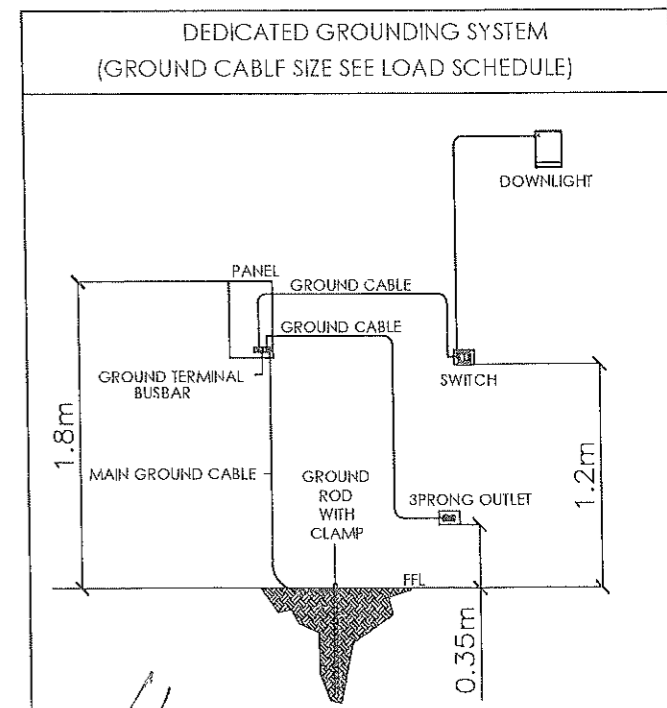 DEDICATED GROUNDING SYSTEM
(GROUND CABLF SIZE SEE LOAD SCHEDULE)
DOWNLIGHT
PANEL
GROUND CABLE
GROUND CABLE
GROUND TERMINAL
BUSBAR
SWITCH
1.8m
MAIN GROUND CABLE
GROUND
ROD
WITH
CLAMP
3PRONG OUTLET
1.2m
FFL
0.35m